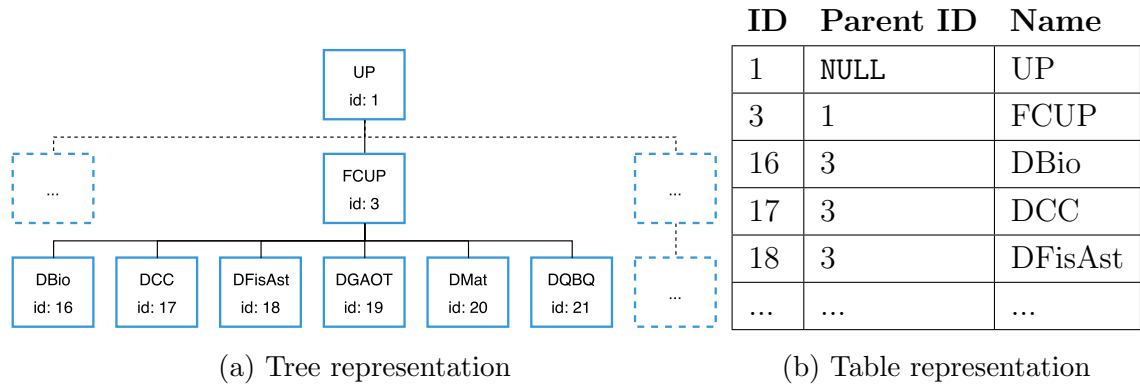 UP
id: 1
...
FCUP
id: 3
...
DBio
id: 16
DCC
id: 17
DFisAst
id: 18
DGAOT
id: 19
DMat
id: 20
DQBQ
id: 21
...
(a) Tree representation
ID Parent ID Name
1 NULL UP
3 1 FCUP
16 3 DBio
17 3 DCC
18 3 DFisAst
... ... ...
(b) Table representation